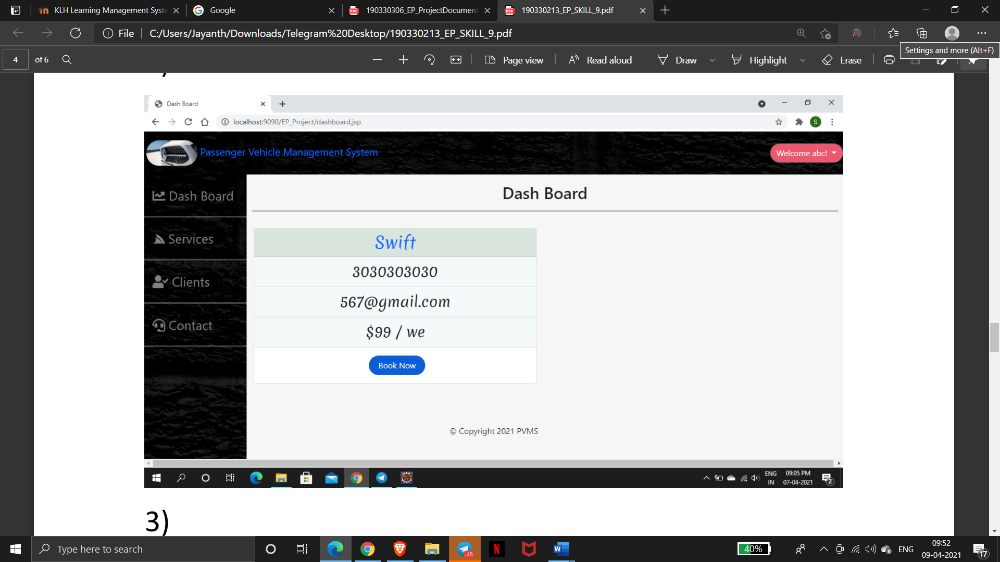 KLH Learning Management Syste
Google
190330306_EP_ProjectDocument
190330213_EP_SKILL_9.pdf
File
C:/Users/Jayanth/Downloads/Telegram%20Desktop/190330213_EP_SKILL_9.pdf
Settings and more (Alt+F)
4 of 6
Page view
Read aloud
Draw
Highlight
Erase
Dash Board
localhost:9090/EP_Project/dashboard.jsp
S
Passenger Vehicle Management System
Welcome abc!
Dash Board
Services
Clients
Contact
Dash Board
Swift
3030303030
567@gmail.com
$99 / we
Book Now
© Copyright 2021 PVMS
ENG
IN
09:05 PM
07-04-2021
2
3)
Type here to search
..45
N
W
40%
ENG
09:52
09-04-2021
17